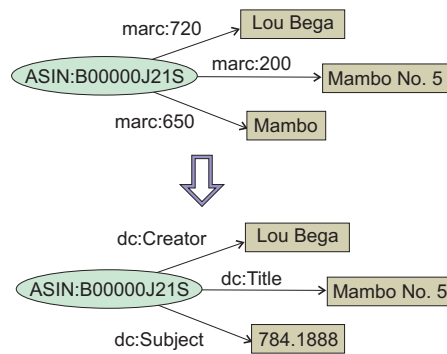 marc:720
Lou Bega
ASIN:B00000J21S
marc:200
Mambo No. 5
marc:650
Mambo
dc:Creator
Lou Bega
ASIN:B00000J21S
dc:Title
Mambo No. 5
dc:Subject
784.1888